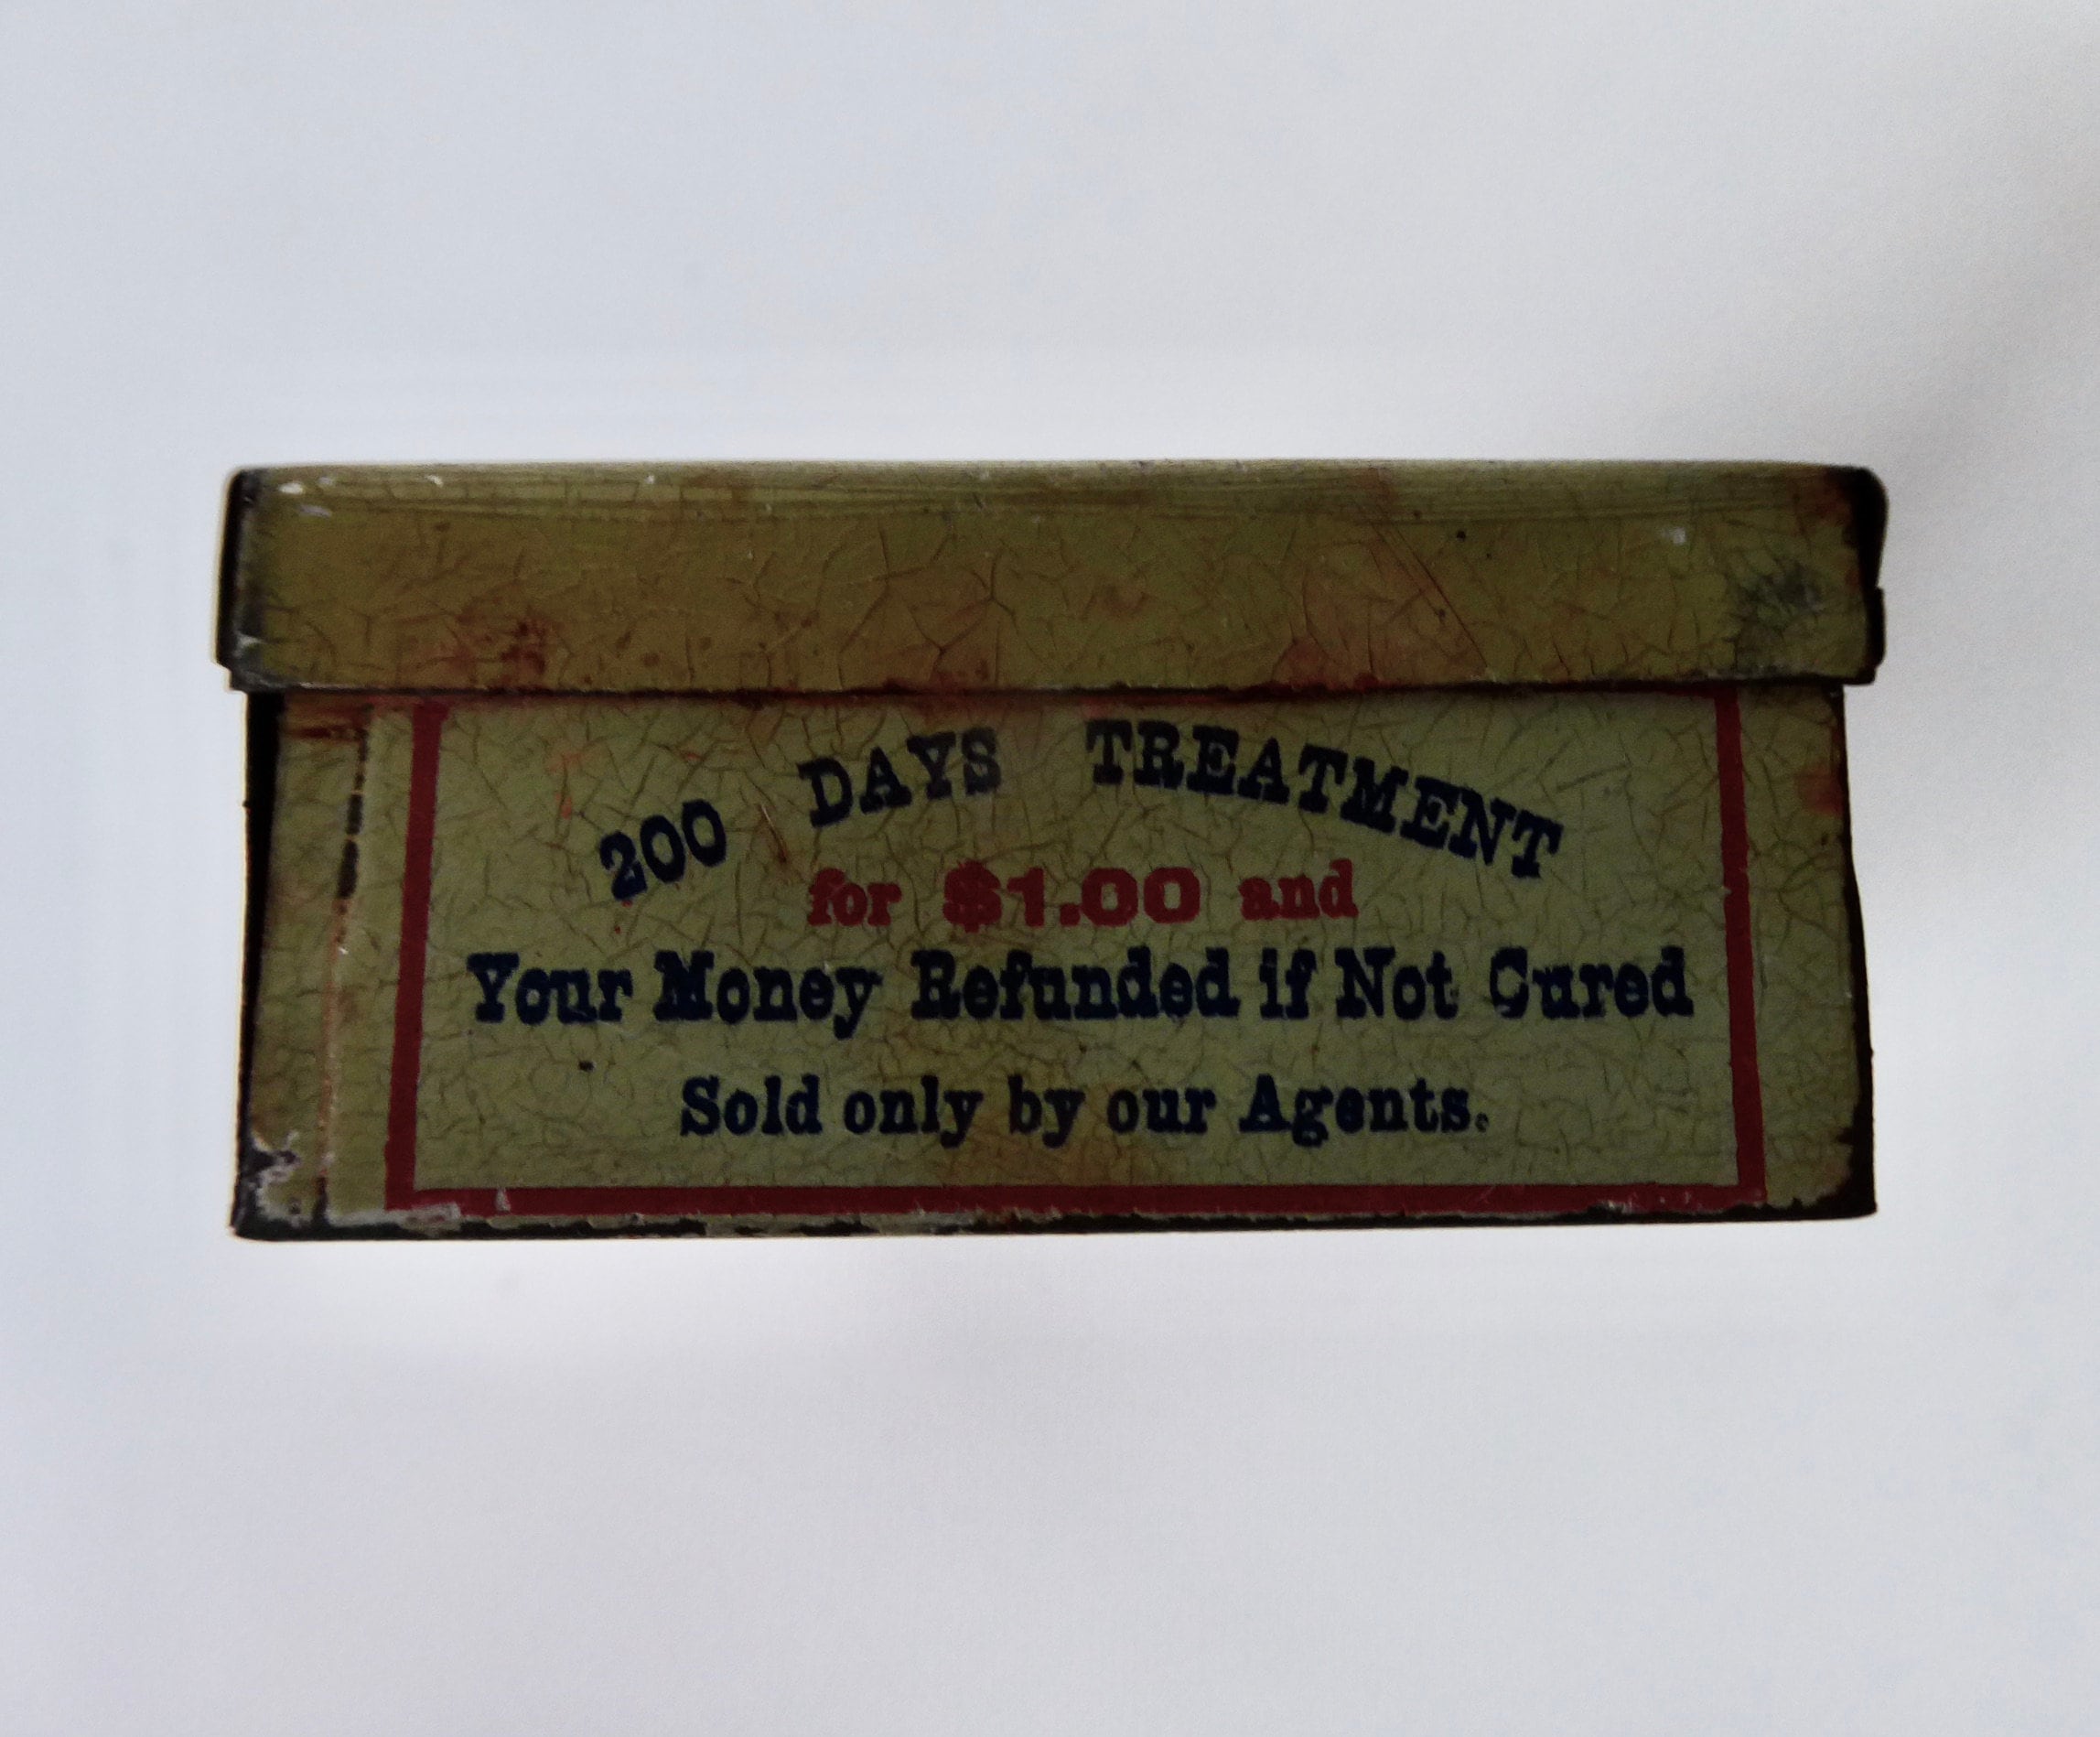 200 DAYS TREATMENT
for $1.00 and
Your Money Refunded if Not Cured
Sold only by our Agents.